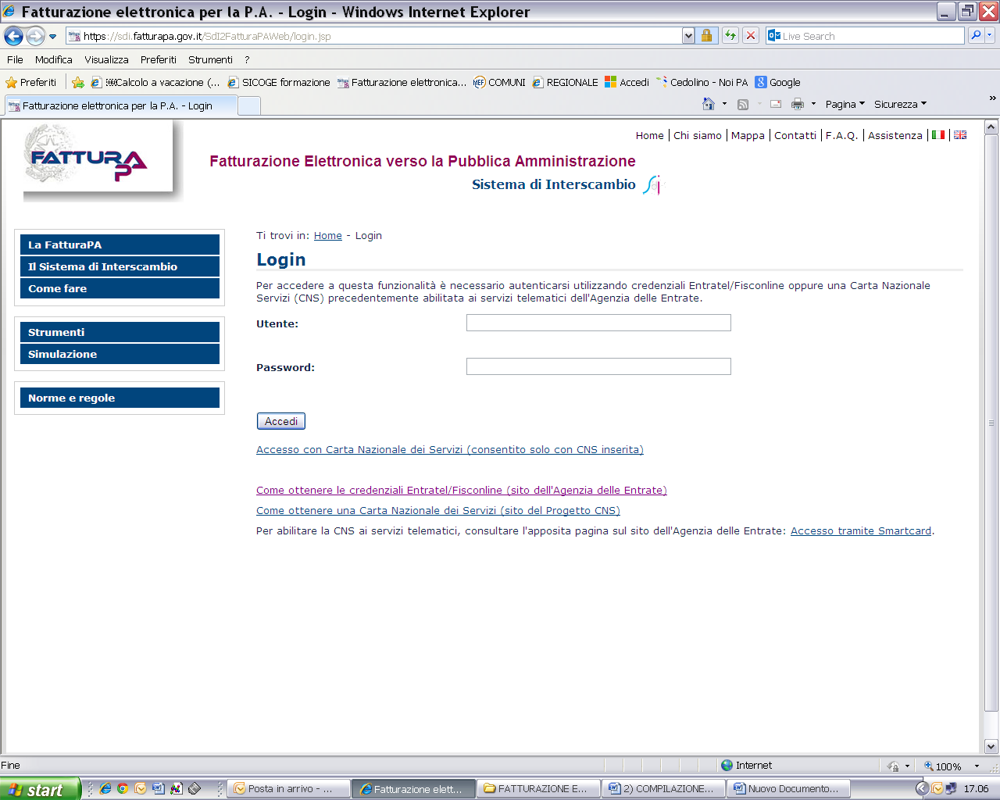 Fatturazione elettronica per la P.A. - Login - Windows Internet Explorer
https://sdi.fatturapa.gov.it/SdI2FatturaPAWeb/login.jsp
Live Search
File Modifica Visualizza Preferiti Strumenti ?
Preferiti Calcolo a vacazione (... SICOGE formazione Fatturazione elettronica... COMUNI REGIONALE Accedi Cedolino - Noi PA Google
Fatturazione elettronica per la P.A. - Login
Pagina Sicurezza »
FATTURA PA
Home Chi siamo Mappa Contatti F.A.Q. Assistenza
Fatturazione Elettronica verso la Pubblica Amministrazione
Sistema di Interscambio
La FatturaPA
Il Sistema di Interscambio
Come fare
Strumenti
Simulazione
Norme e regole
Ti trovi in: Home - Login
Login
Per accedere a questa funzionalità è necessario autenticarsi utilizzando credenziali Entratel/Fisconline oppure una Carta Nazionale
Servizi (CNS) precedentemente abilitata ai servizi telematici dell'Agenzia delle Entrate.
Utente:
Password:
Accedi
Accesso con Carta Nazionale dei Servizi (consentito solo con CNS inserita)
Come ottenere le credenziali Entratel/Fisconline (sito dell'Agenzia delle Entrate)
Come ottenere una Carta Nazionale dei Servizi (sito del Progetto CNS)
Per abilitare la CNS ai servizi telematici, consultare l'apposita pagina sul sito dell'Agenzia delle Entrate: Accesso tramite Smartcard.
Fine
Internet
100%
start
Posta in arrivo - ...
Fatturazione elett...
FATTURAZIONE E...
2) COMPILAZIONE...
Nuovo Documento...
17.06